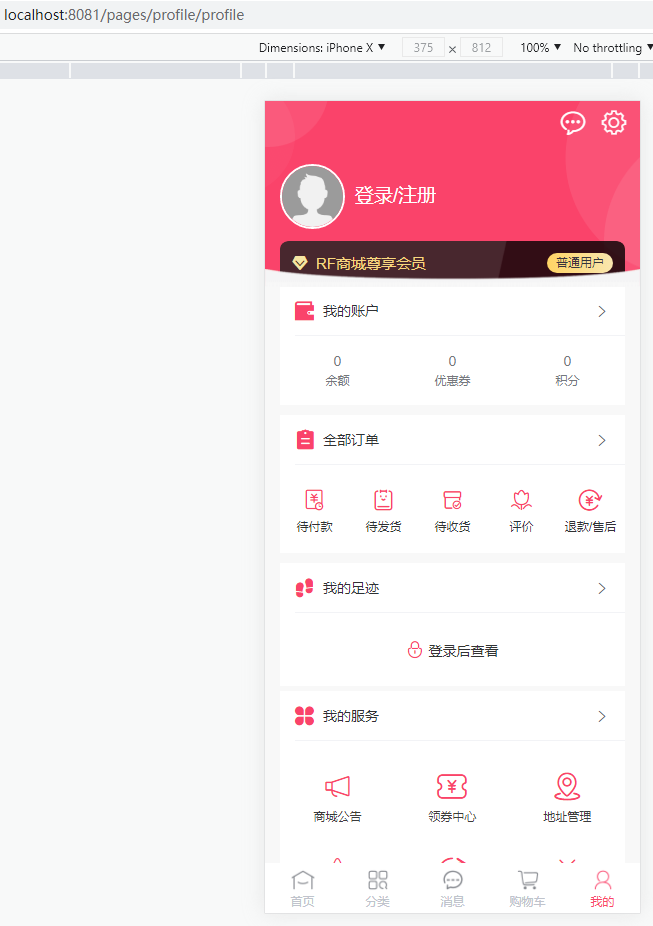 localhost:8081/pages/profile/profile
Dimensions: iPhone X ▼ 375 x 812 100% ▼ No throttling ▼
登录/注册
RF商城尊享会员 普通用户
我的账户
0 0 0
余额 优惠券 积分
全部订单
待付款 待发货 待收货 评价 退款/售后
我的足迹
登录后查看
我的服务
商城公告 领券中心 地址管理
首页 分类 消息 购物车 我的